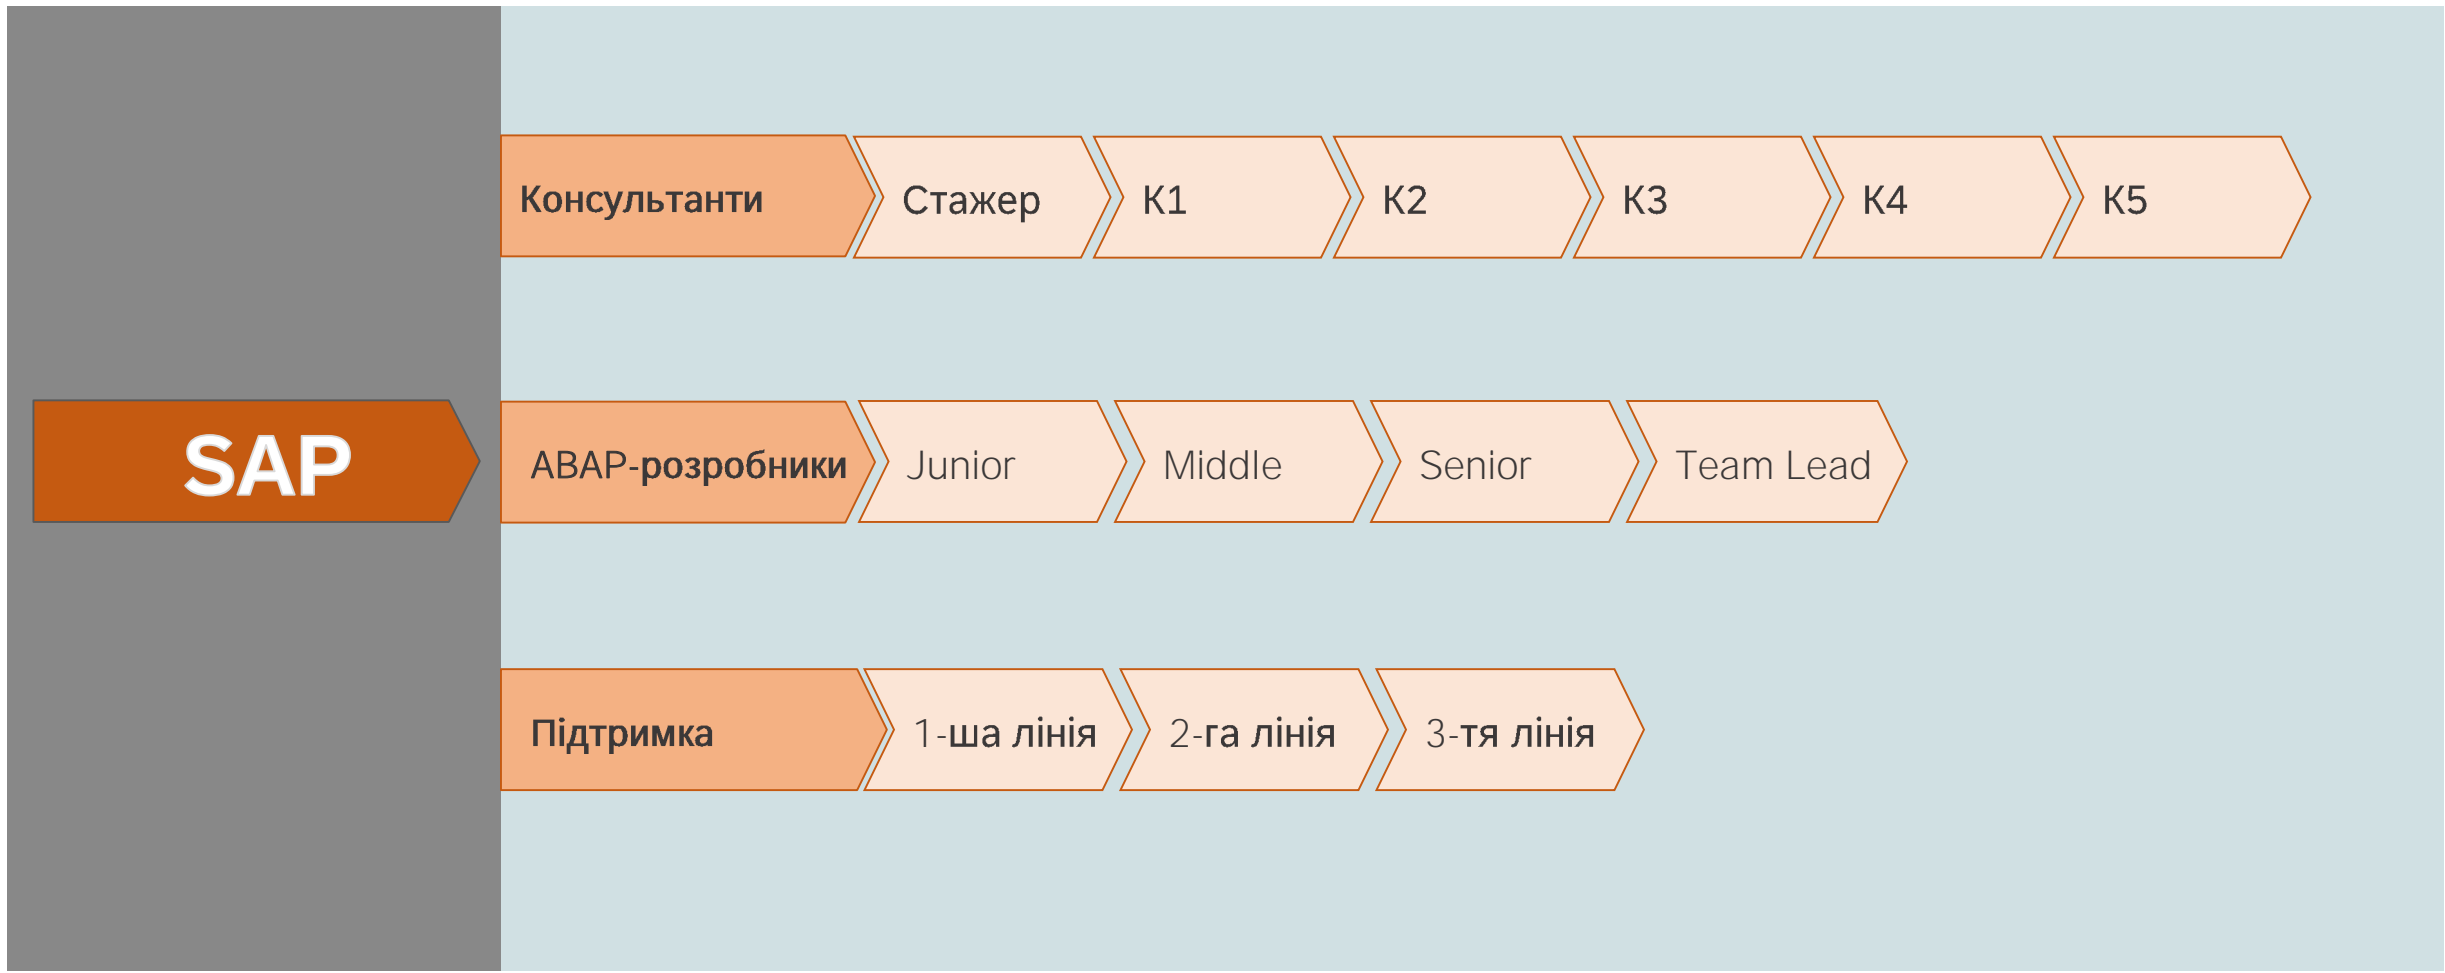 Консультанти
Стажер
К1
К2
К3
К4
К5
SAP
ABAP-розробники
Junior
Middle
Senior
Team Lead
Підтримка
1-ша лінія
2-га лінія
3-тя лінія